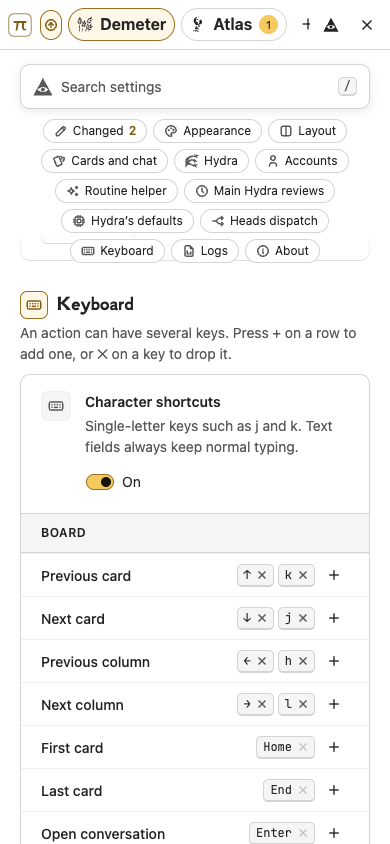 π Demeter Atlas 1
Search settings /
Changed 2 Appearance Layout
Cards and chat Hydra Accounts
Routine helper Main Hydra reviews
Hydra's defaults Heads dispatch
Keyboard Logs About
Keyboard
An action can have several keys. Press + on a row to
add one, or × on a key to drop it.
Character shortcuts
Single-letter keys such as j and k. Text
fields always keep normal typing.
On
BOARD
Previous card ↑ × k × +
Next card ↓ × j × +
Previous column ← × h × +
Next column → × l × +
First card Home × +
Last card End × +
Open conversation Enter × +